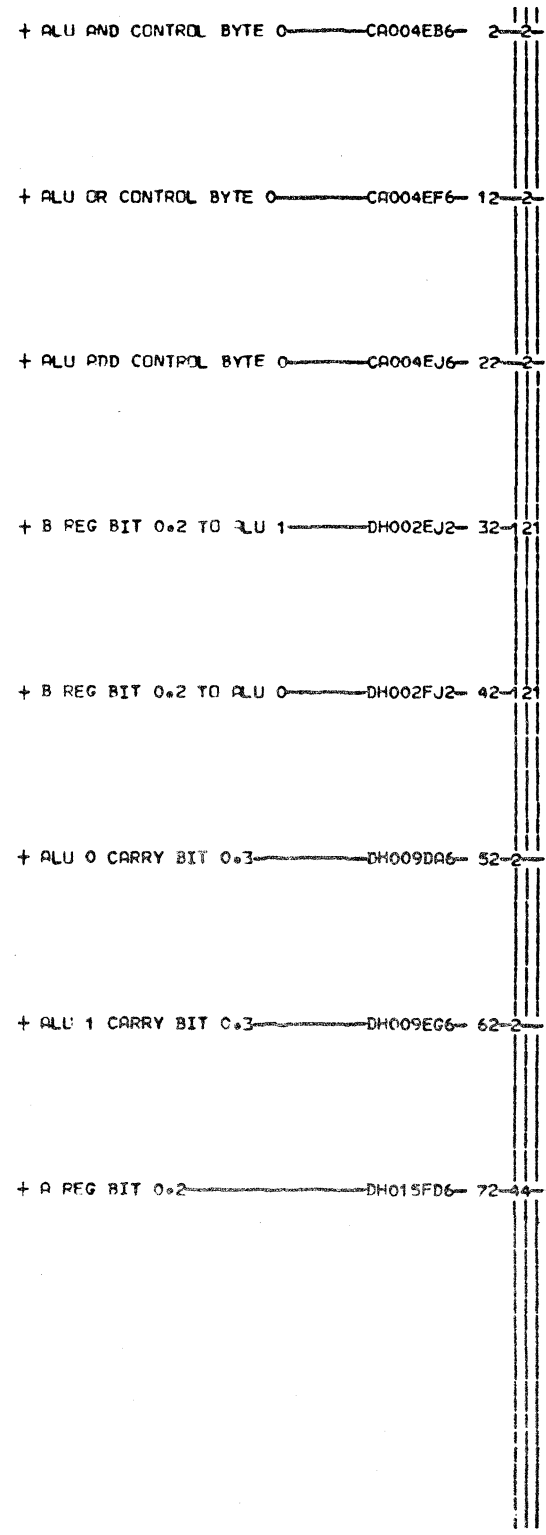 + ALU AND CONTROL BYTE 0 CA004EB6 2 2
+ ALU OR CONTROL BYTE 0 CA004EF6 12 2
+ ALU ADD CONTROL BYTE 0 CA004EJ6 22 2
+ B REG BIT 0.2 TO ALU 1 DH002EJ2 32 121
+ B REG BIT 0.2 TO ALU 0 DH002FJ2 42 121
+ ALU 0 CARRY BIT 0.3 DH009DA6 52 2
+ ALU 1 CARRY BIT 0.3 DH009EG6 62 2
+ A REG BIT 0.2 DH015FD6 72 44